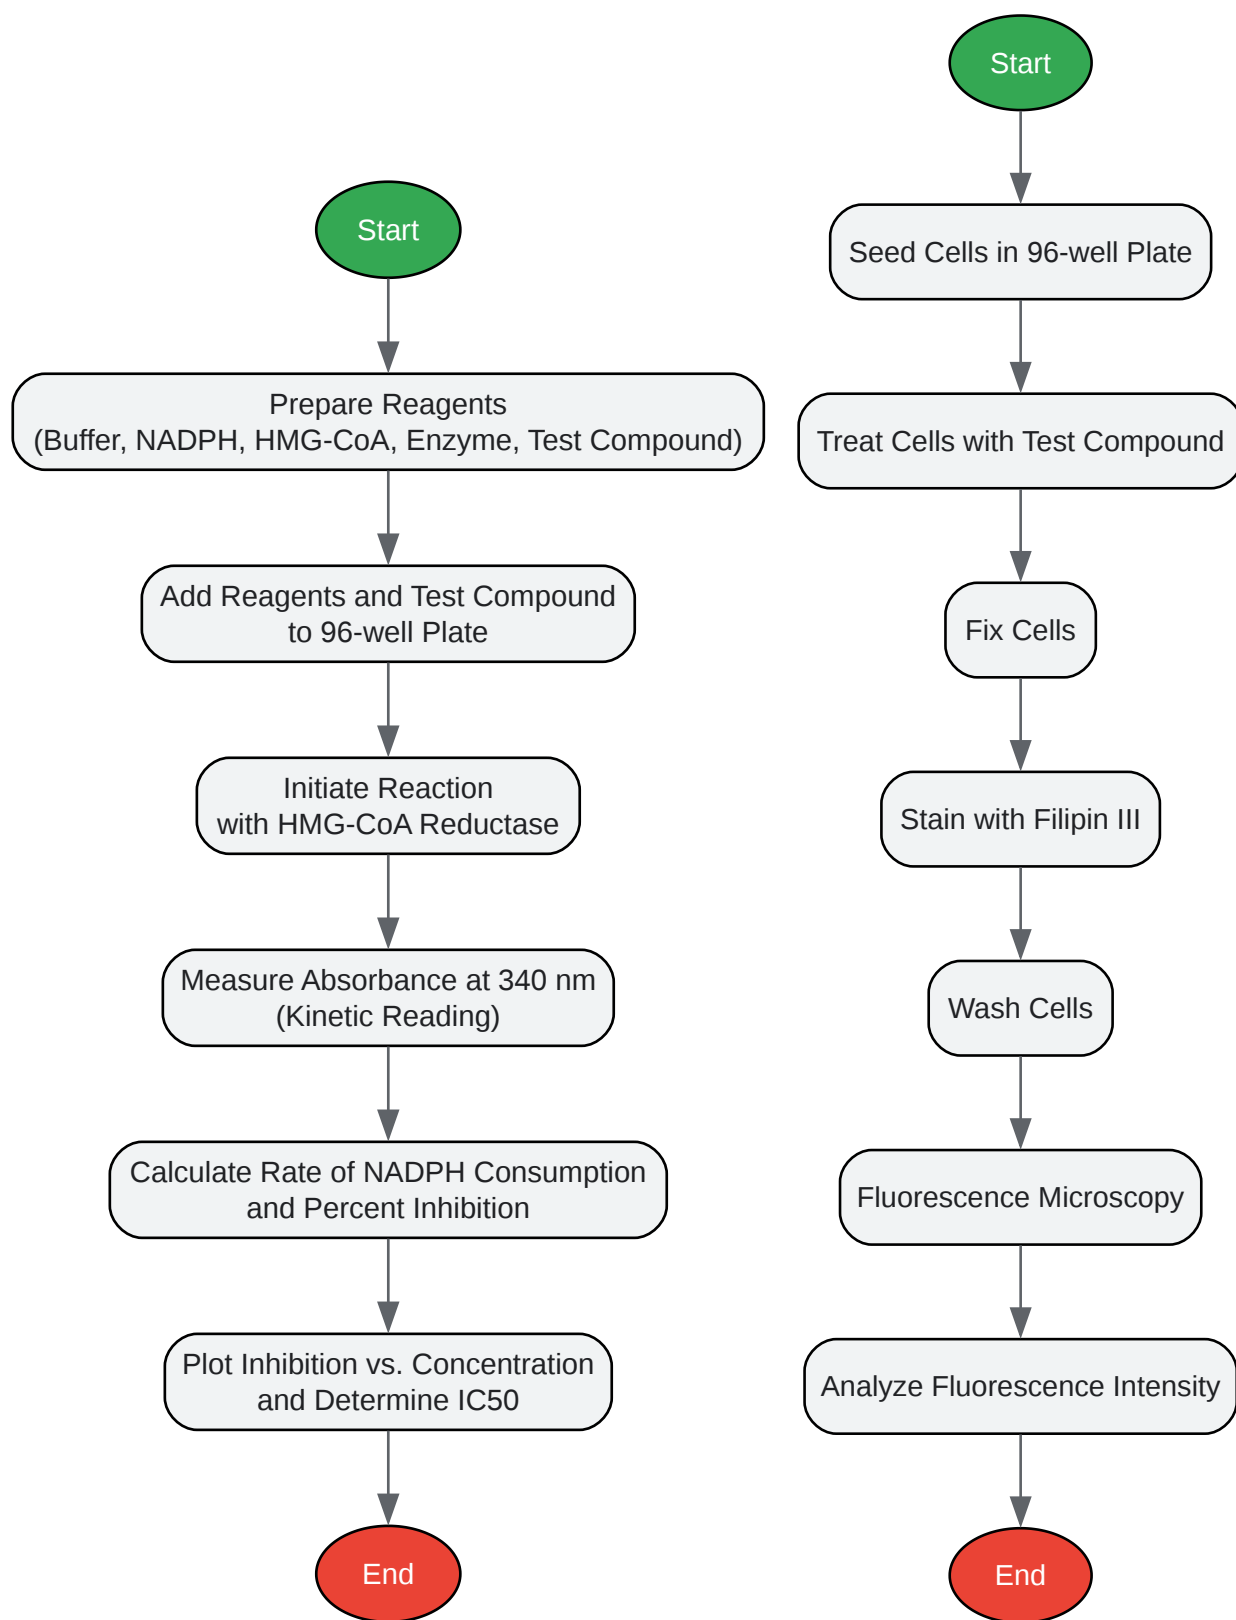 Start
Prepare Reagents
(Buffer, NADPH, HMG-CoA, Enzyme, Test Compound)
Add Reagents and Test Compound
to 96-well Plate
Initiate Reaction
with HMG-CoA Reductase
Measure Absorbance at 340 nm
(Kinetic Reading)
Calculate Rate of NADPH Consumption
and Percent Inhibition
Plot Inhibition vs. Concentration
and Determine IC50
End
Start
Seed Cells in 96-well Plate
Treat Cells with Test Compound
Fix Cells
Stain with Filipin III
Wash Cells
Fluorescence Microscopy
Analyze Fluorescence Intensity
End